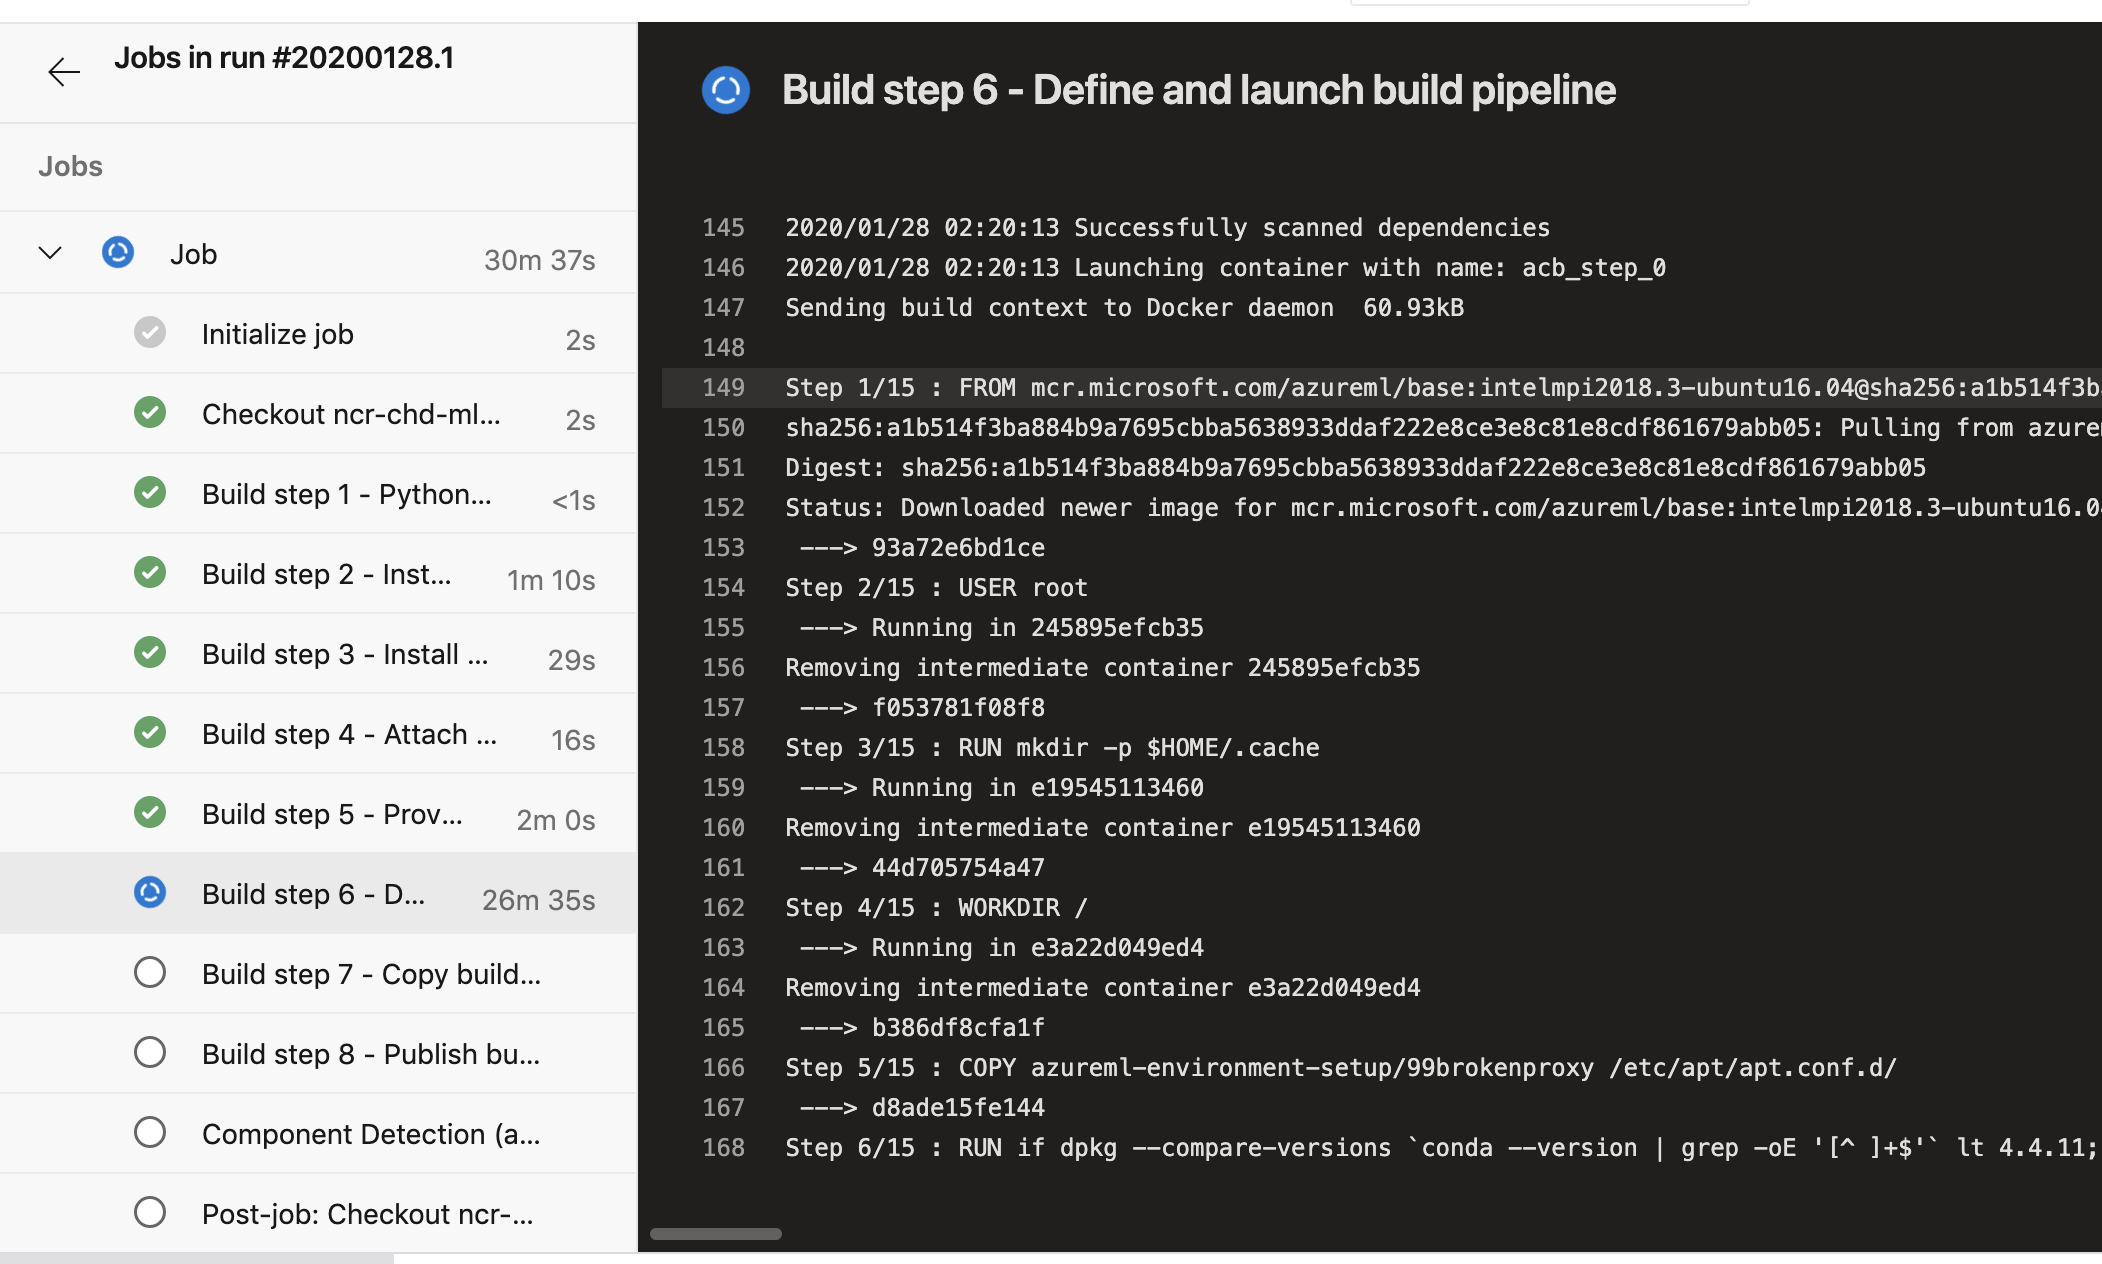 Jobs in run #20200128.1
Jobs
Job 30m 37s
Initialize job 2s
Checkout ncr-chd-ml... 2s
Build step 1 - Python... <1s
Build step 2 - Inst... 1m 10s
Build step 3 - Install ... 29s
Build step 4 - Attach ... 16s
Build step 5 - Prov... 2m 0s
Build step 6 - D... 26m 35s
Build step 7 - Copy build...
Build step 8 - Publish bu...
Component Detection (a...
Post-job: Checkout ncr-...
Build step 6 - Define and launch build pipeline
145 2020/01/28 02:20:13 Successfully scanned dependencies
146 2020/01/28 02:20:13 Launching container with name: acb_step_0
147 Sending build context to Docker daemon  60.93kB
148
149 Step 1/15 : FROM mcr.microsoft.com/azureml/base:intelmpi2018.3-ubuntu16.04@sha256:a1b514f3b
150 sha256:a1b514f3ba884b9a7695cbba5638933ddaf222e8ce3e8c81e8cdf861679abb05: Pulling from azure
151 Digest: sha256:a1b514f3ba884b9a7695cbba5638933ddaf222e8ce3e8c81e8cdf861679abb05
152 Status: Downloaded newer image for mcr.microsoft.com/azureml/base:intelmpi2018.3-ubuntu16.0
153 ---> 93a72e6bd1ce
154 Step 2/15 : USER root
155 ---> Running in 245895efcb35
156 Removing intermediate container 245895efcb35
157 ---> f053781f08f8
158 Step 3/15 : RUN mkdir -p $HOME/.cache
159 ---> Running in e19545113460
160 Removing intermediate container e19545113460
161 ---> 44d705754a47
162 Step 4/15 : WORKDIR /
163 ---> Running in e3a22d049ed4
164 Removing intermediate container e3a22d049ed4
165 ---> b386df8cfa1f
166 Step 5/15 : COPY azureml-environment-setup/99brokenproxy /etc/apt/apt.conf.d/
167 ---> d8ade15fe144
168 Step 6/15 : RUN if dpkg --compare-versions `conda --version | grep -oE '[^ ]+$'` lt 4.4.11;